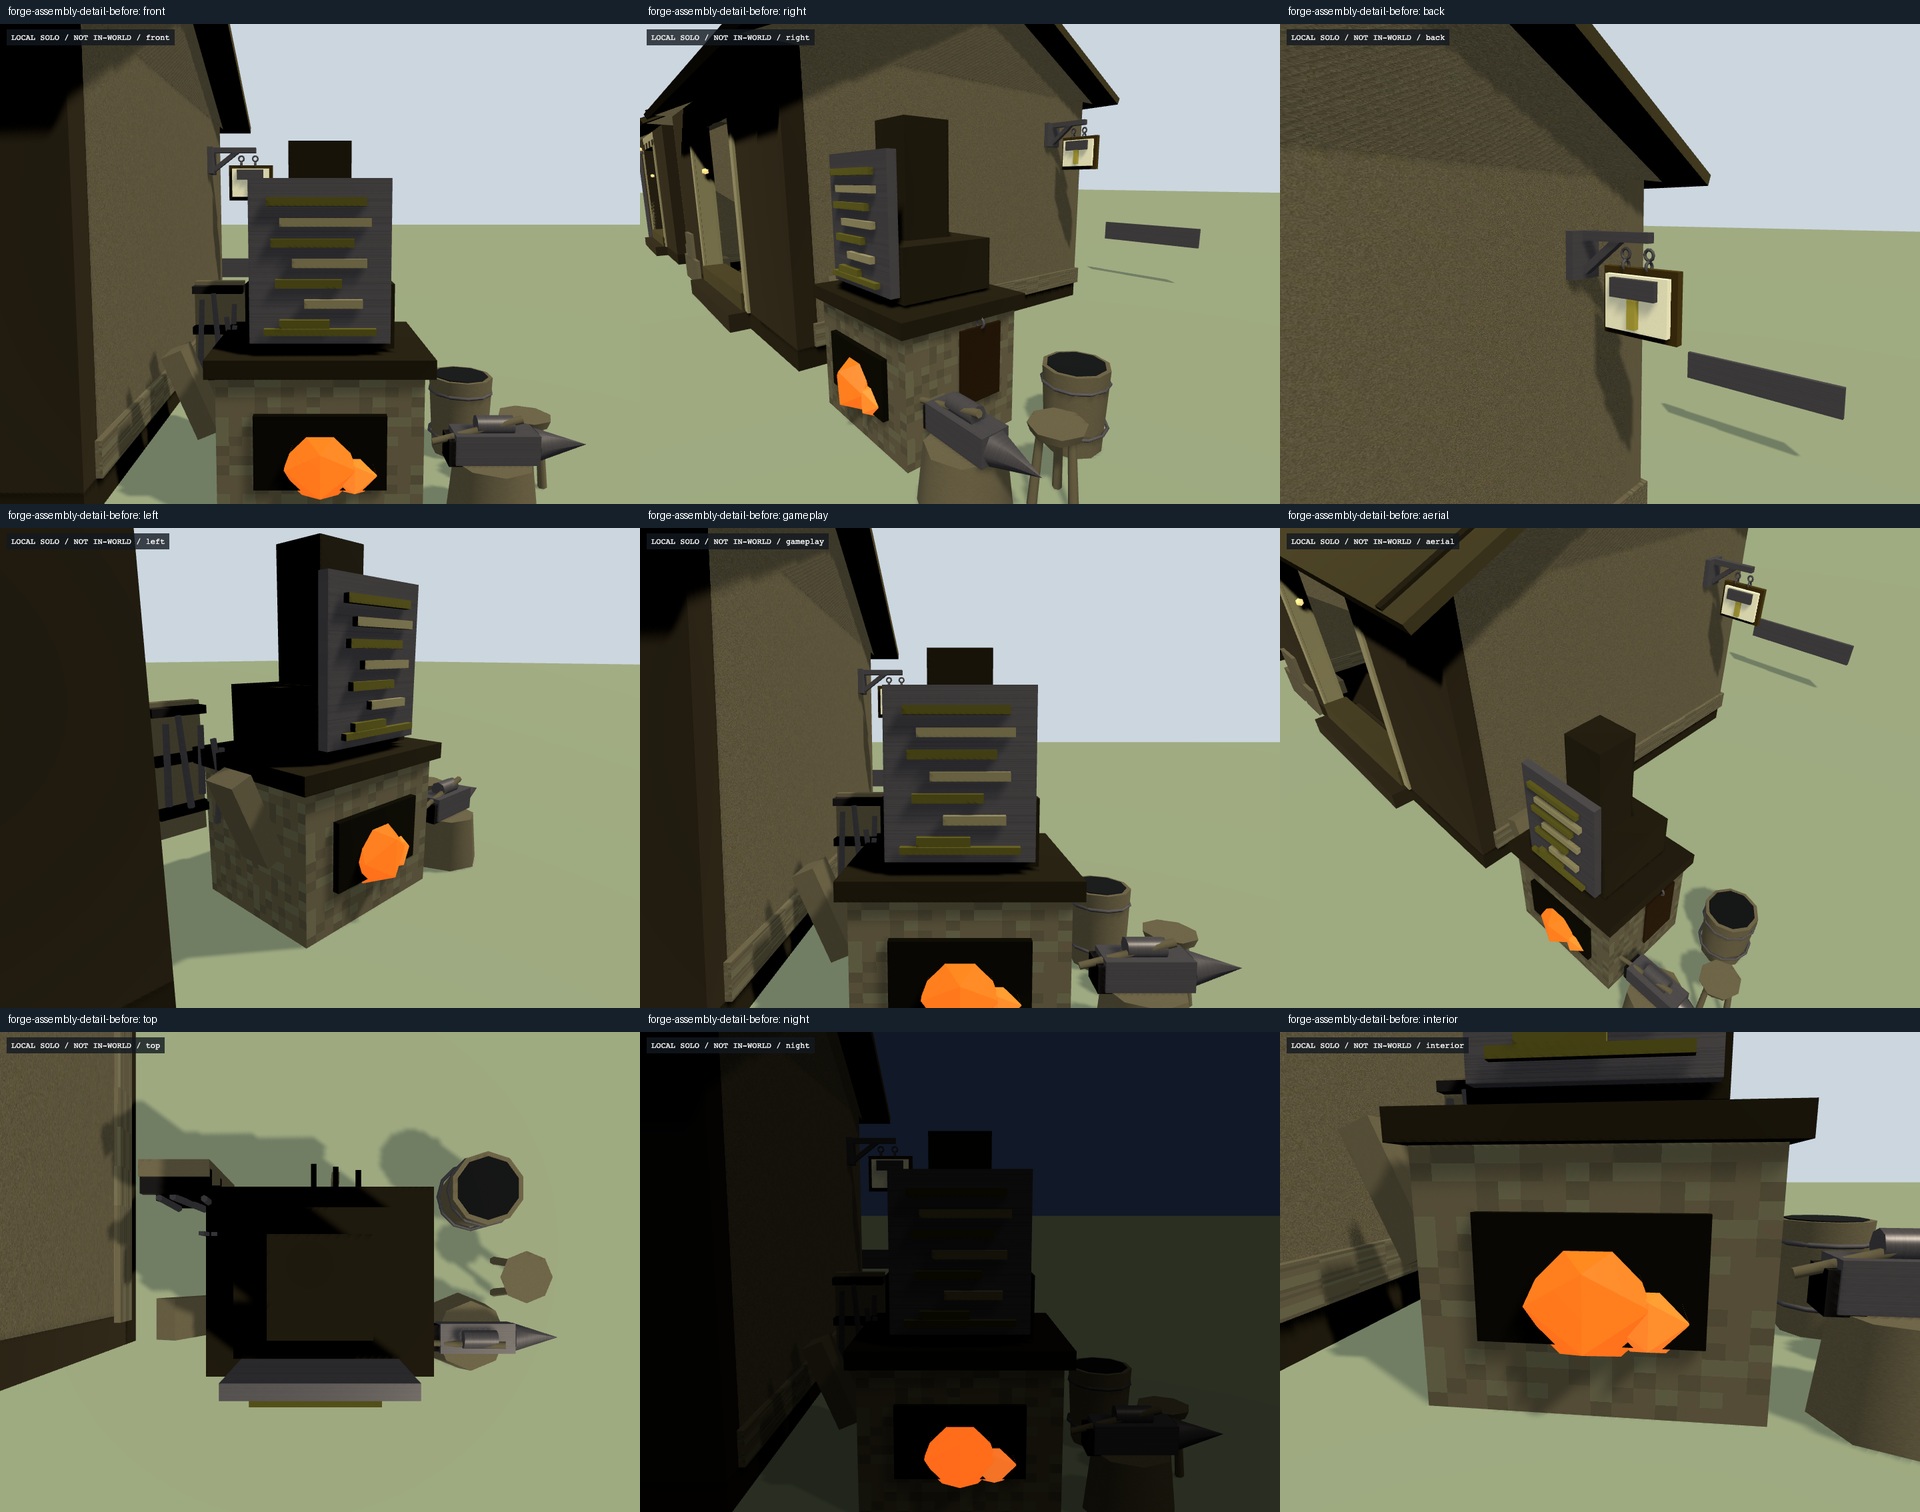 forge-assembly-detail-before: front
LOCAL SOLO / NOT IN-WORLD / front
forge-assembly-detail-before: right
LOCAL SOLO / NOT IN-WORLD / right
forge-assembly-detail-before: back
LOCAL SOLO / NOT IN-WORLD / back
forge-assembly-detail-before: left
LOCAL SOLO / NOT IN-WORLD / left
forge-assembly-detail-before: gameplay
LOCAL SOLO / NOT IN-WORLD / gameplay
forge-assembly-detail-before: aerial
LOCAL SOLO / NOT IN-WORLD / aerial
forge-assembly-detail-before: top
LOCAL SOLO / NOT IN-WORLD / top
forge-assembly-detail-before: night
LOCAL SOLO / NOT IN-WORLD / night
forge-assembly-detail-before: interior
LOCAL SOLO / NOT IN-WORLD / interior